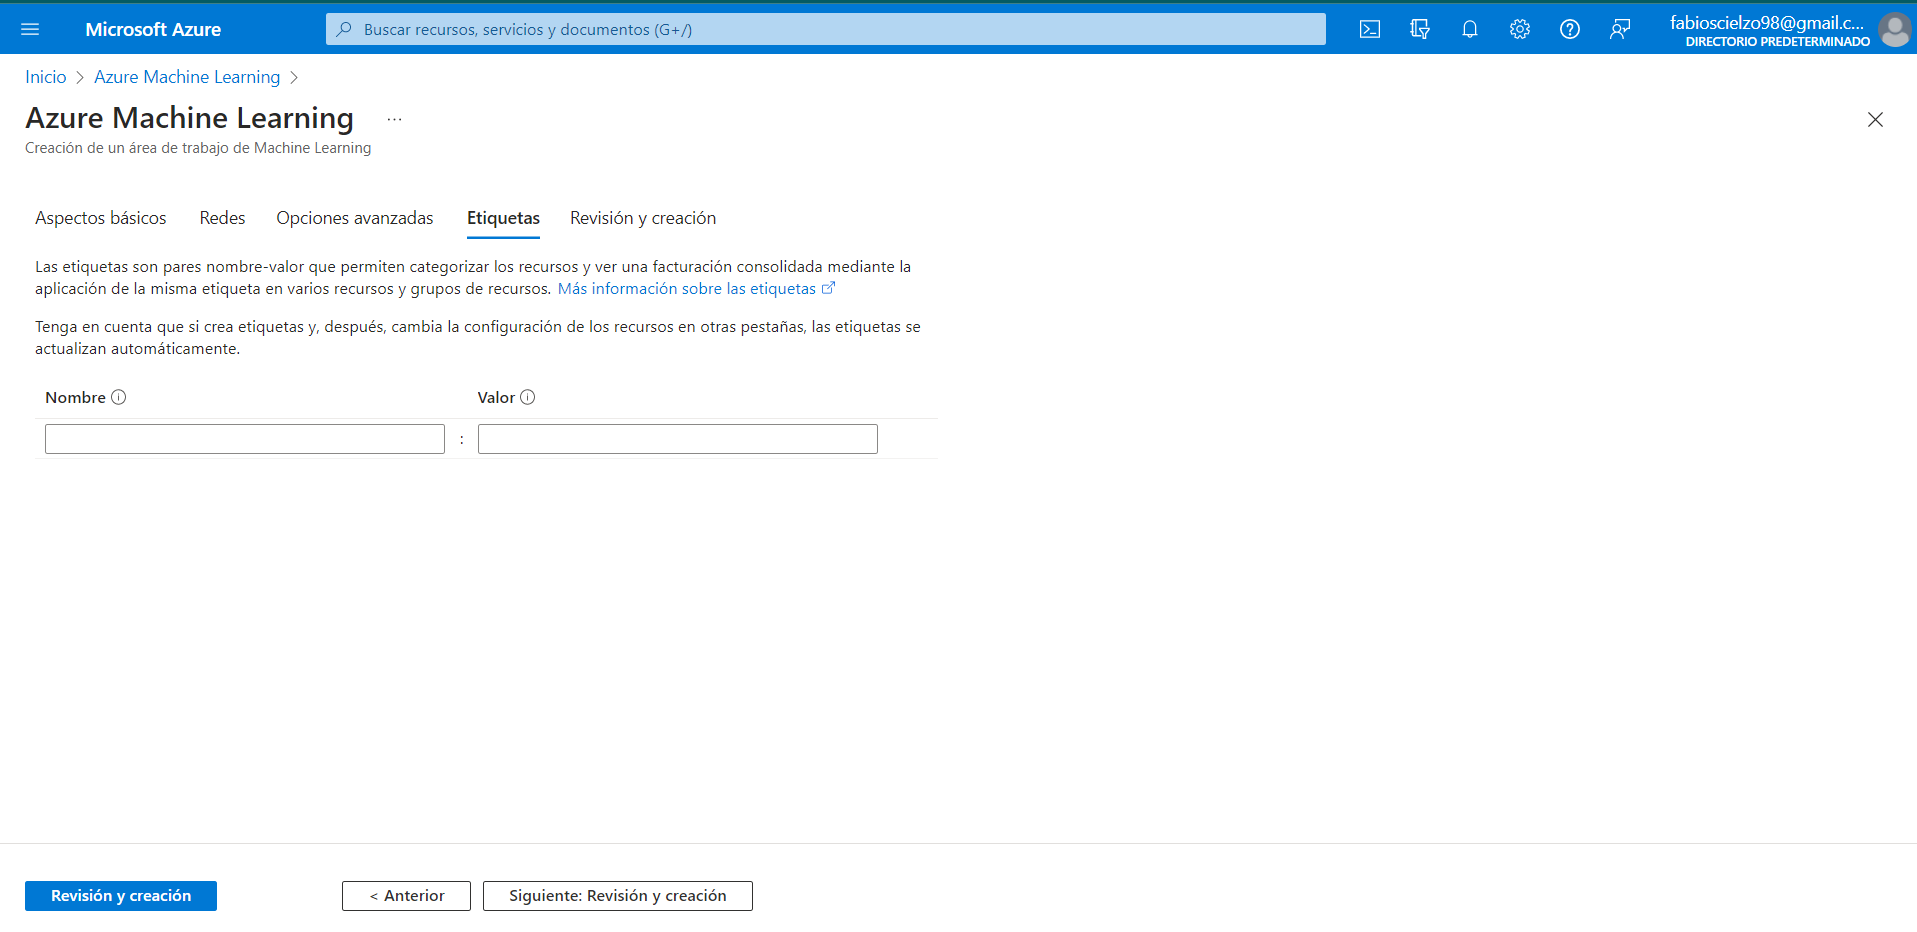 Microsoft Azure
Buscar recursos, servicios y documentos (G+/)
fabioscielzo98@gmail.c...
DIRECTORIO PREDETERMINADO
Inicio > Azure Machine Learning >
Azure Machine Learning ...
Creación de un área de trabajo de Machine Learning
Aspectos básicos Redes Opciones avanzadas Etiquetas Revisión y creación
Las etiquetas son pares nombre-valor que permiten categorizar los recursos y ver una facturación consolidada mediante la
aplicación de la misma etiqueta en varios recursos y grupos de recursos. Más información sobre las etiquetas
Tenga en cuenta que si crea etiquetas y, después, cambia la configuración de los recursos en otras pestañas, las etiquetas se
actualizan automáticamente.
Nombre Valor
:
Revisión y creación < Anterior Siguiente: Revisión y creación